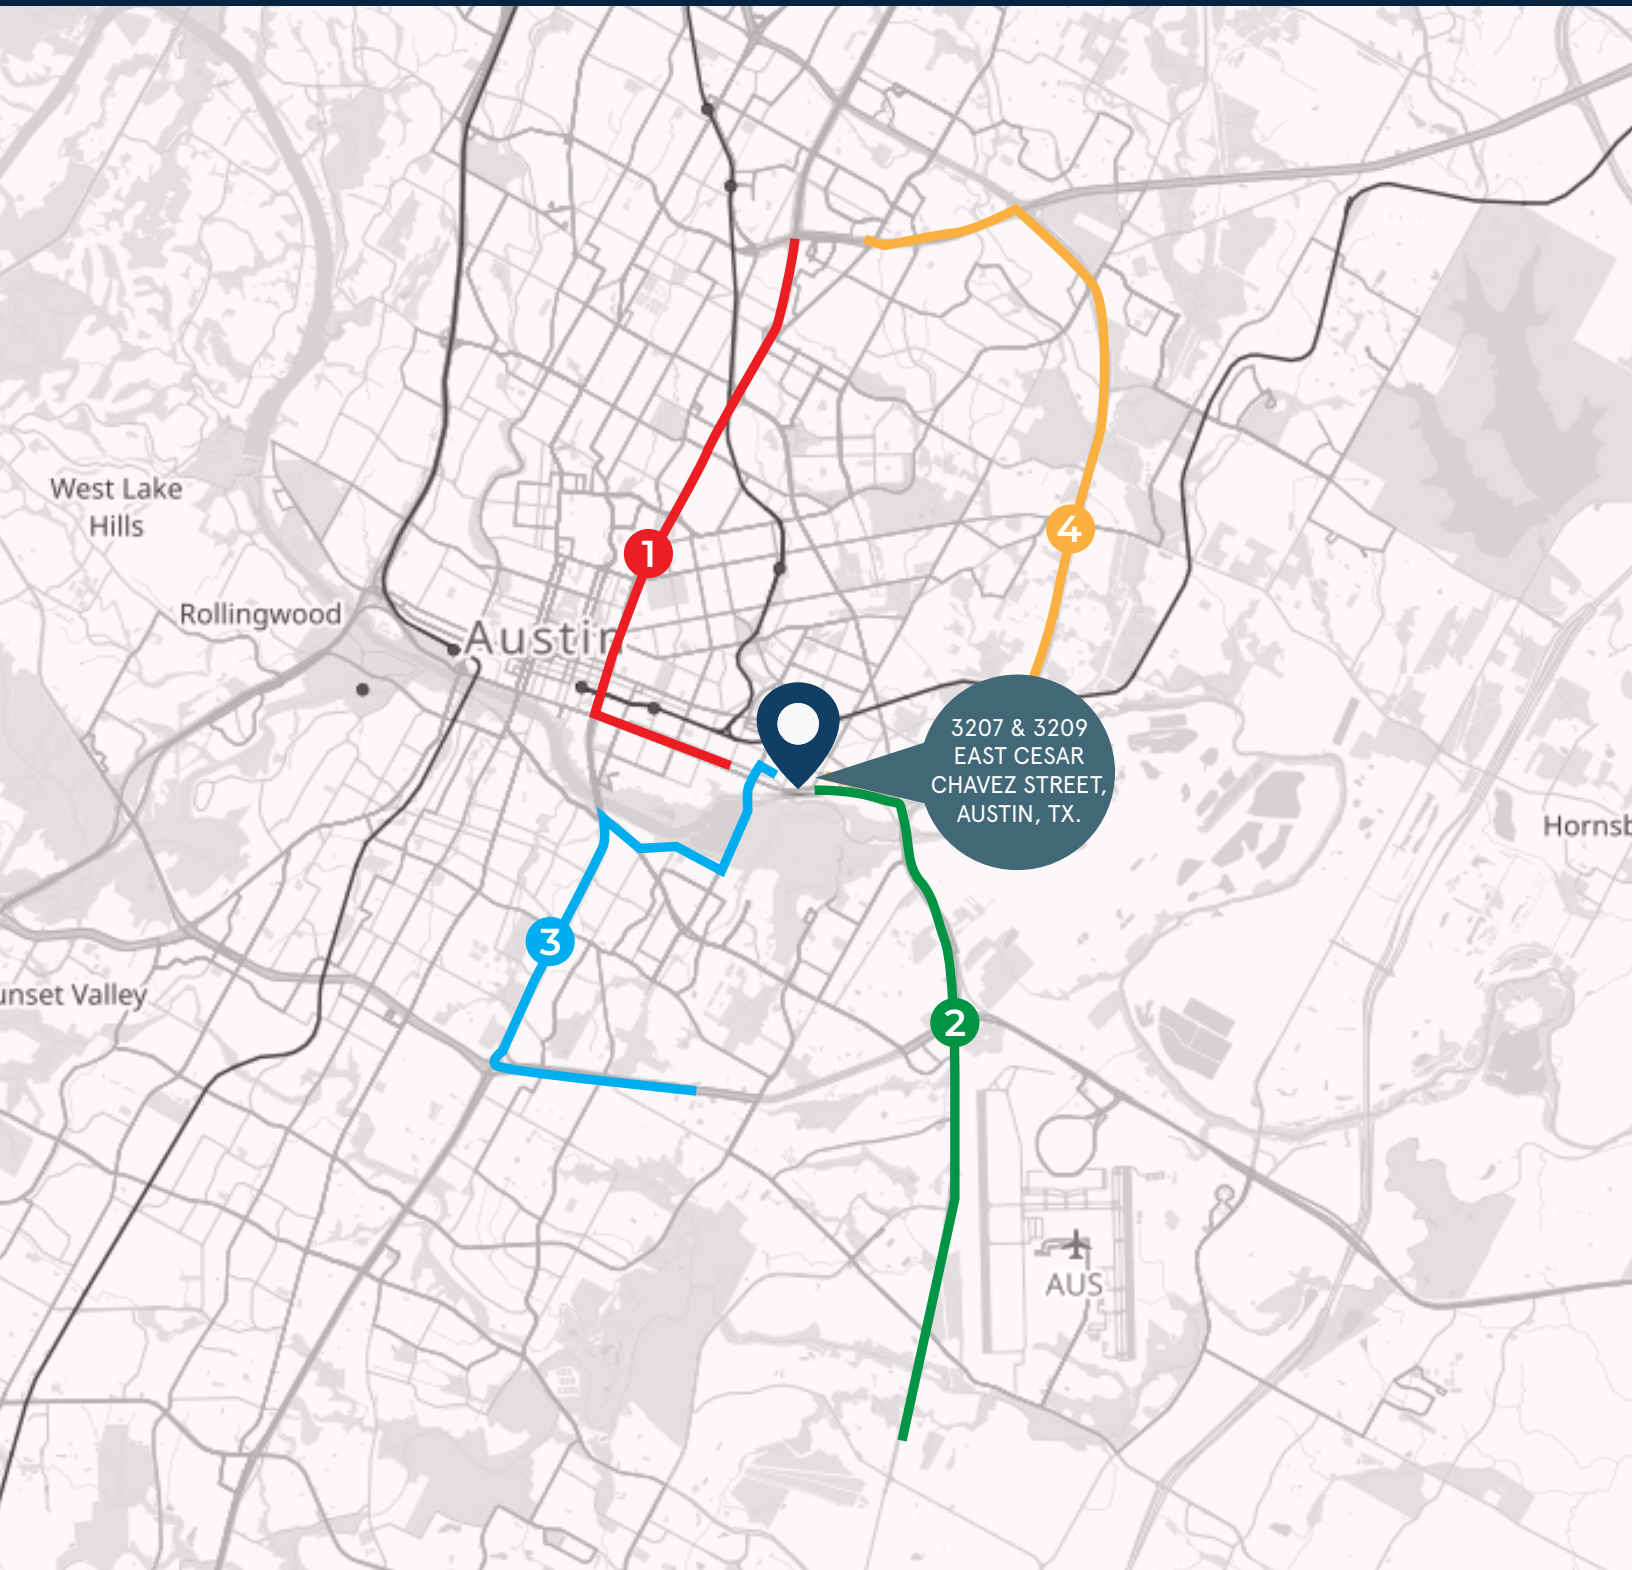 West Lake
Hills
1
4
Rollingwood
Austin
3207 & 3209
EAST CESAR
CHAVEZ STREET,
AUSTIN, TX.
Hornsb
3
unset Valley
2
AUS